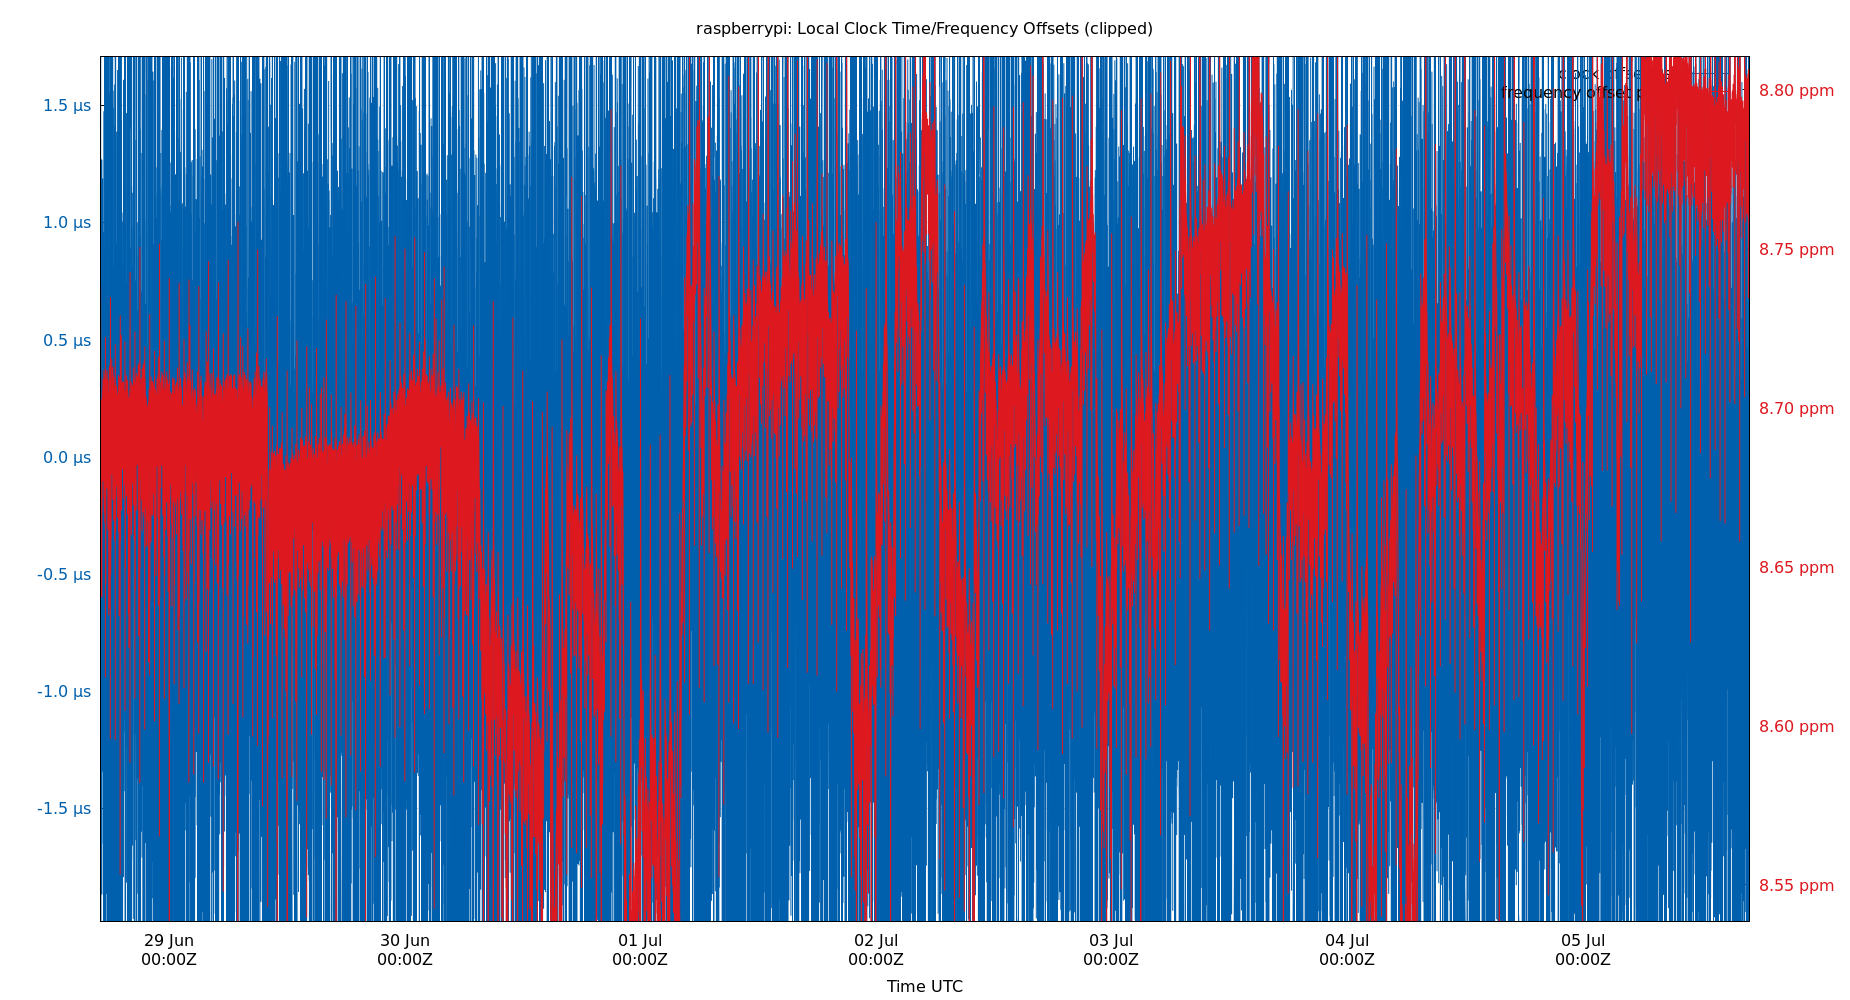 raspberrypi: Local Clock Time/Frequency Offsets (clipped)
clock
frequency offset
1.5 µs
1.0 µs
0.5 µs
0.0 µs
-0.5 µs
-1.0 µs
-1.5 µs
8.80 ppm
8.75 ppm
8.70 ppm
8.65 ppm
8.60 ppm
8.55 ppm
29 Jun 30 Jun 01 Jul 02 Jul 03 Jul 04 Jul 05 Jul
00:00Z 00:00Z 00:00Z 00:00Z 00:00Z 00:00Z 00:00Z
Time UTC